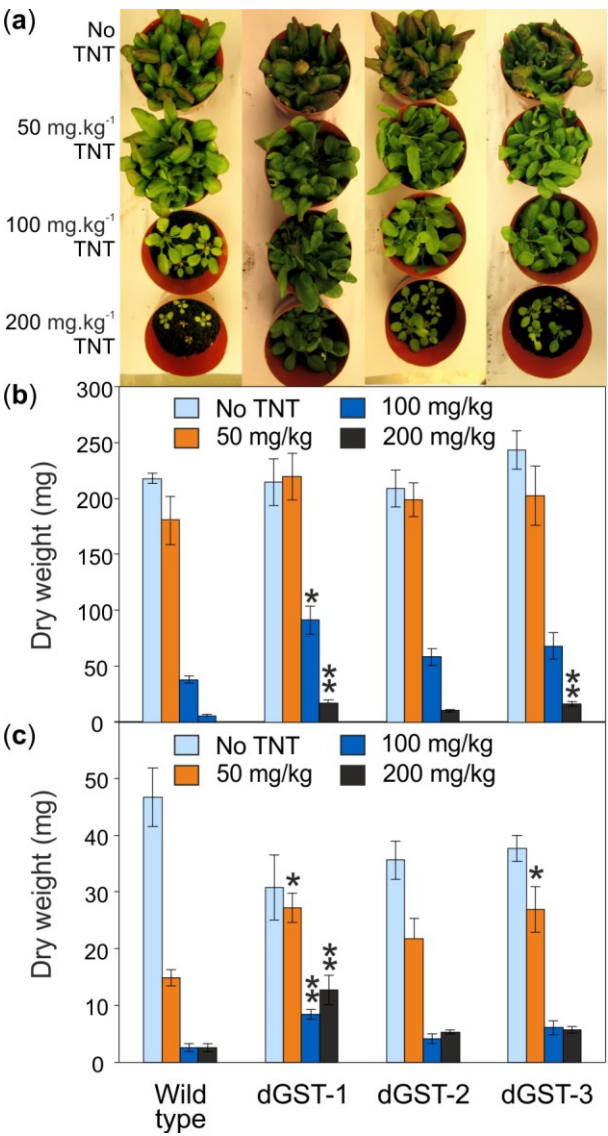 (a)
No
TNT
50 mg.kg⁻¹
TNT
100 mg.kg⁻¹
TNT
200 mg.kg⁻¹
TNT
(b)
300
250
200
150
100
50
0
Dry weight (mg)
No TNT
100 mg/kg
50 mg/kg
200 mg/kg
*
**
**
(c)
50
40
30
20
10
0
Dry weight (mg)
No TNT
100 mg/kg
50 mg/kg
200 mg/kg
*
**
**
*
Wild
type
dGST-1
dGST-2
dGST-3